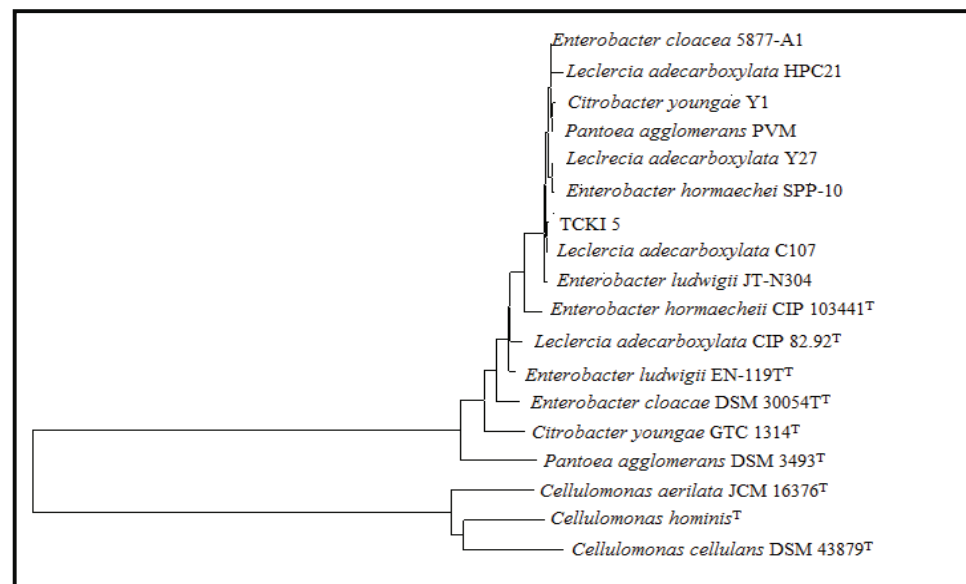 Enterobacter cloacea 5877-A1
Leclercia adecarboxylata HPC21
Citrobacter youngae Y1
Pantoea agglomerans PVM
Leclrecia adecarboxylata Y27
Enterobacter hormaechei SPP-10
TCKI 5
Leclercia adecarboxylata C107
Enterobacter ludwigii JT-N304
Enterobacter hormaecheii CIP 103441ᵀ
Leclercia adecarboxylata CIP 82.92ᵀ
Enterobacter ludwigii EN-119Tᵀ
Enterobacter cloacae DSM 30054Tᵀ
Citrobacter youngae GTC 1314ᵀ
Pantoea agglomerans DSM 3493ᵀ
Cellulomonas aerilata JCM 16376ᵀ
Cellulomonas hominisᵀ
Cellulomonas cellulans DSM 43879ᵀ